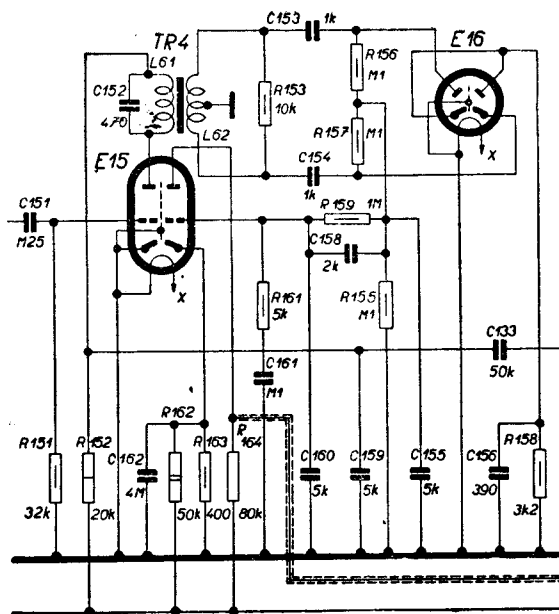 C153 1k
TR4
L61
R156
M1
E16
C152
470
R153
10k
R157
M1
L62
C154
1k
X
E15
C151
M25
R159 1M
C158
2k
R161
5k
R155
M1
X
C161
M1
C133
50k
R151
32k
R152
20k
C162
4M
R162
50k
R163
400
R
164
80k
C160
5k
C159
5k
C155
5k
C156
390
R158
3k2